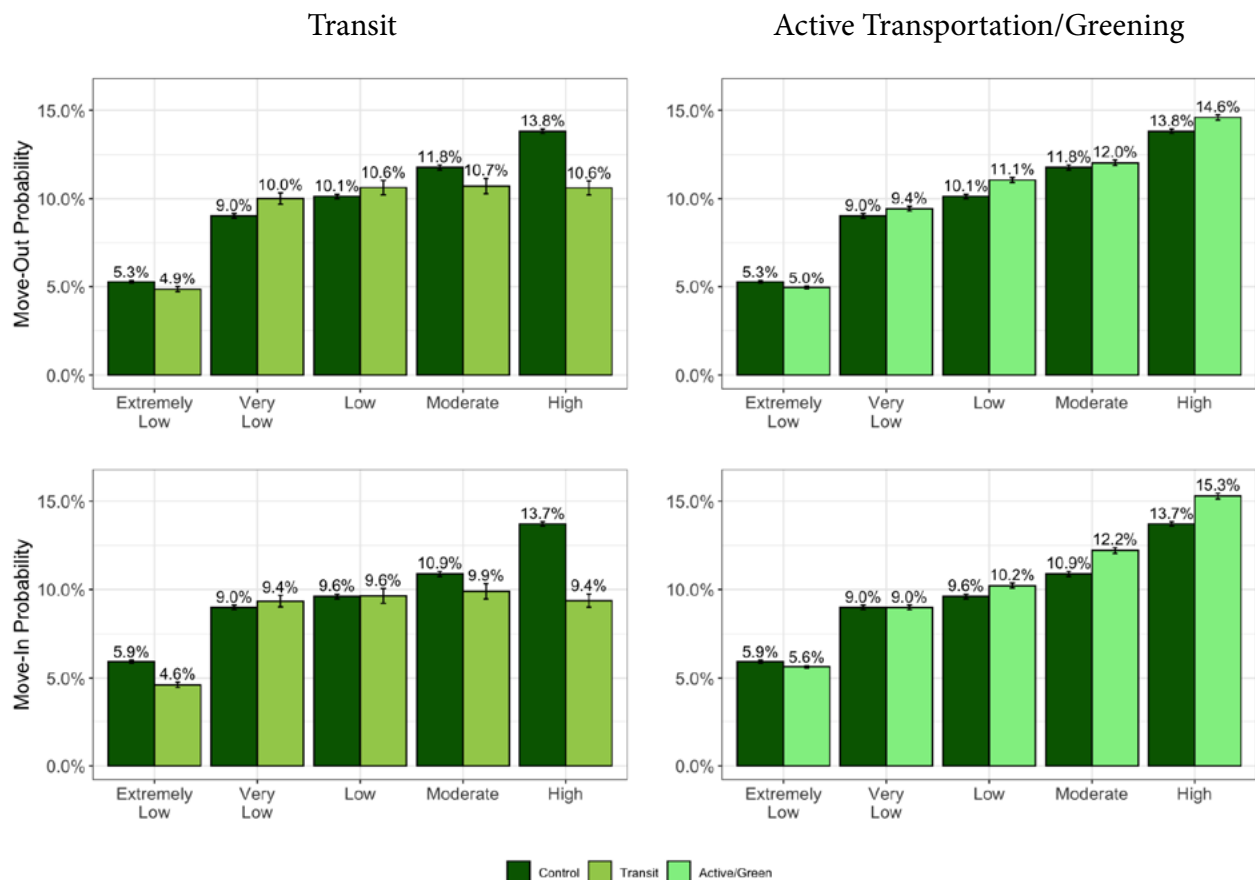 Transit
Active Transportation/Greening
Move-Out Probability
15.0%
10.0%
5.0%
0.0%
5.3%
4.9%
9.0%
10.0%
10.1%
10.6%
11.8%
10.7%
13.8%
10.6%
Extremely
Low
Very
Low
Low
Moderate
High
15.0%
10.0%
5.0%
0.0%
5.3%
5.0%
9.0%
9.4%
10.1%
11.1%
11.8%
12.0%
13.8%
14.6%
Extremely
Low
Very
Low
Low
Moderate
High
Move-In Probability
15.0%
10.0%
5.0%
0.0%
5.9%
4.6%
9.0%
9.4%
9.6%
9.6%
10.9%
9.9%
13.7%
9.4%
Extremely
Low
Very
Low
Low
Moderate
High
15.0%
10.0%
5.0%
0.0%
5.9%
5.6%
9.0%
9.0%
9.6%
10.2%
10.9%
12.2%
13.7%
15.3%
Extremely
Low
Very
Low
Low
Moderate
High
Control Transit Active/Green